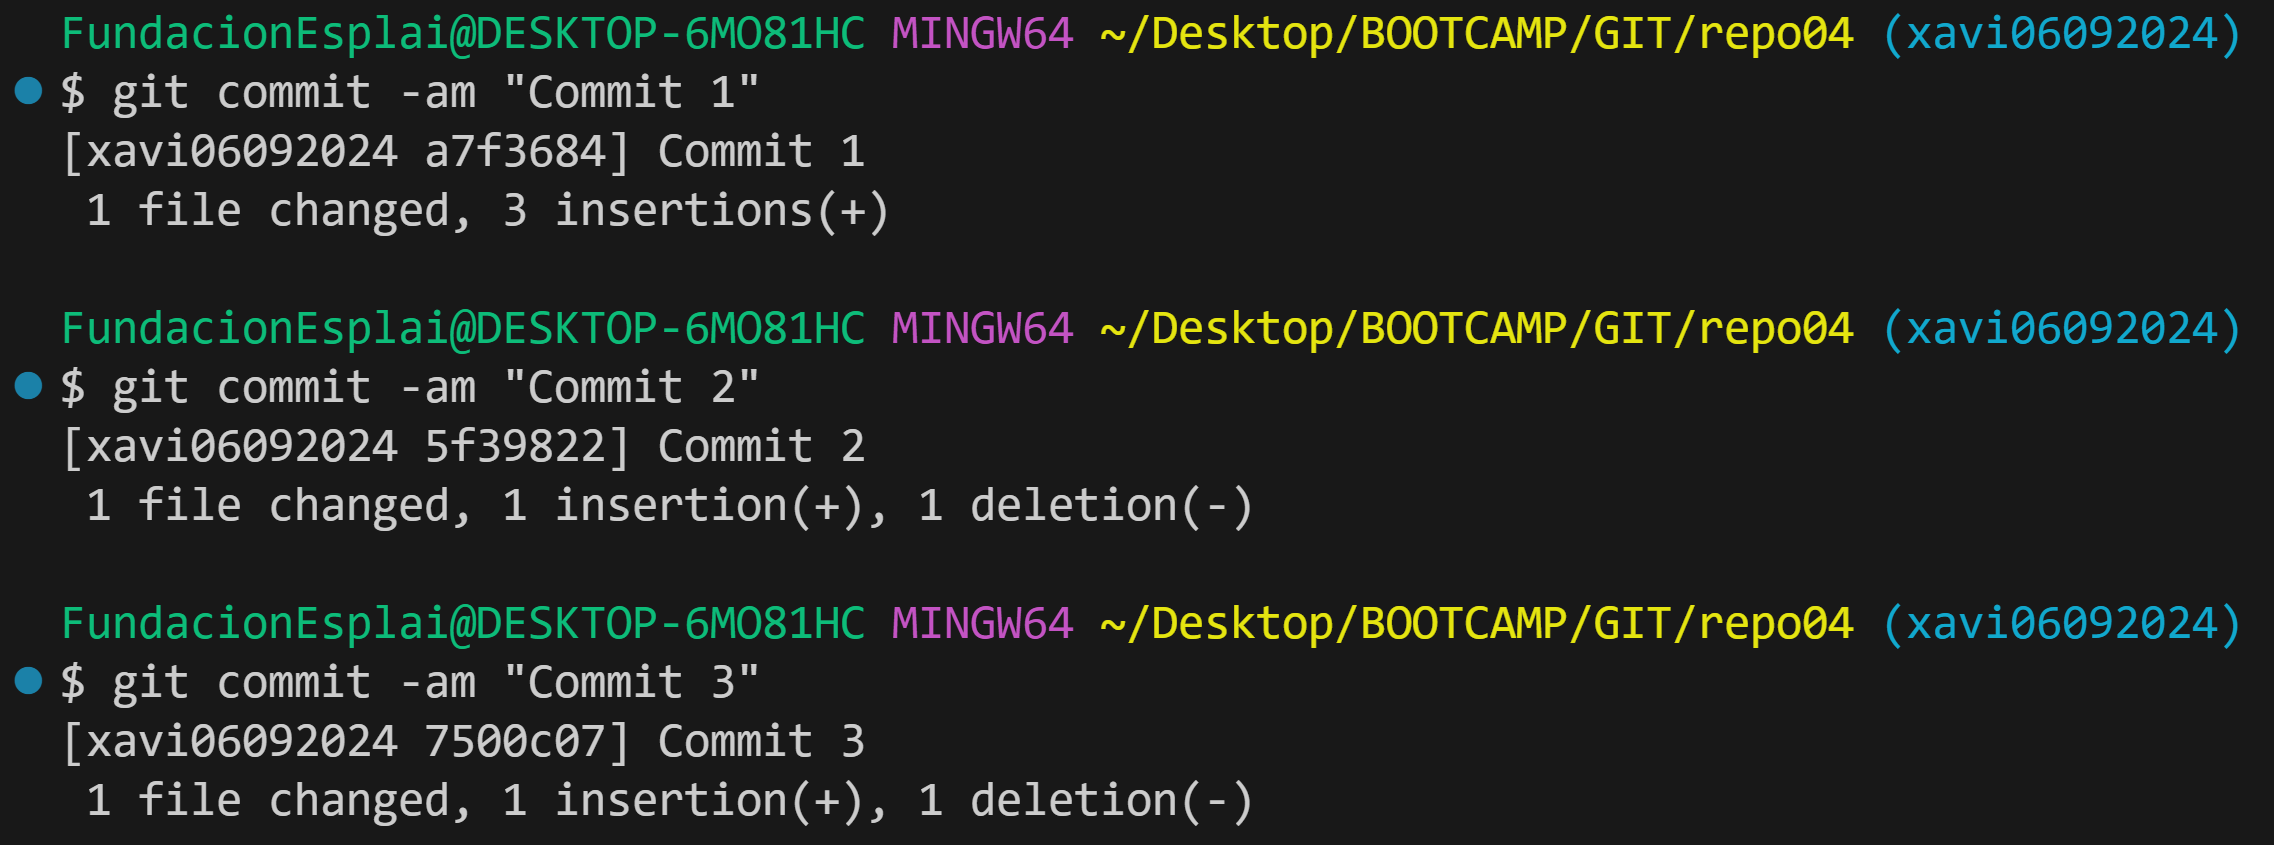 FundacionEsplai@DESKTOP-6MO81HC MINGW64 ~/Desktop/BOOTCAMP/GIT/repo04 (xavi06092024)
$ git commit -am "Commit 1"
[xavi06092024 a7f3684] Commit 1
 1 file changed, 3 insertions(+)

FundacionEsplai@DESKTOP-6MO81HC MINGW64 ~/Desktop/BOOTCAMP/GIT/repo04 (xavi06092024)
$ git commit -am "Commit 2"
[xavi06092024 5f39822] Commit 2
 1 file changed, 1 insertion(+), 1 deletion(-)

FundacionEsplai@DESKTOP-6MO81HC MINGW64 ~/Desktop/BOOTCAMP/GIT/repo04 (xavi06092024)
$ git commit -am "Commit 3"
[xavi06092024 7500c07] Commit 3
 1 file changed, 1 insertion(+), 1 deletion(-)